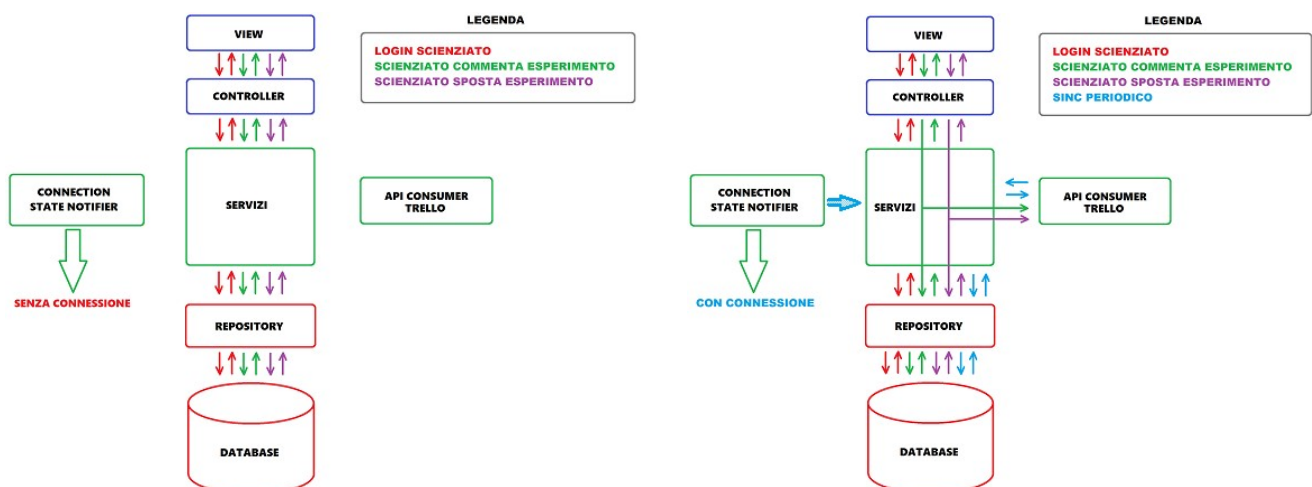 VIEW
CONTROLLER
CONNECTION
STATE NOTIFIER
SERVIZI
API CONSUMER
TRELLO
SENZA CONNESSIONE
REPOSITORY
DATABASE
LEGENDA
LOGIN SCIENZIATO
SCIENZIATO COMMENTA ESPERIMENTO
SCIENZIATO SPOSTA ESPERIMENTO
VIEW
CONTROLLER
CONNECTION
STATE NOTIFIER
SERVIZI
API CONSUMER
TRELLO
CON CONNESSIONE
REPOSITORY
DATABASE
LEGENDA
LOGIN SCIENZIATO
SCIENZIATO COMMENTA ESPERIMENTO
SCIENZIATO SPOSTA ESPERIMENTO
SINC PERIODICO